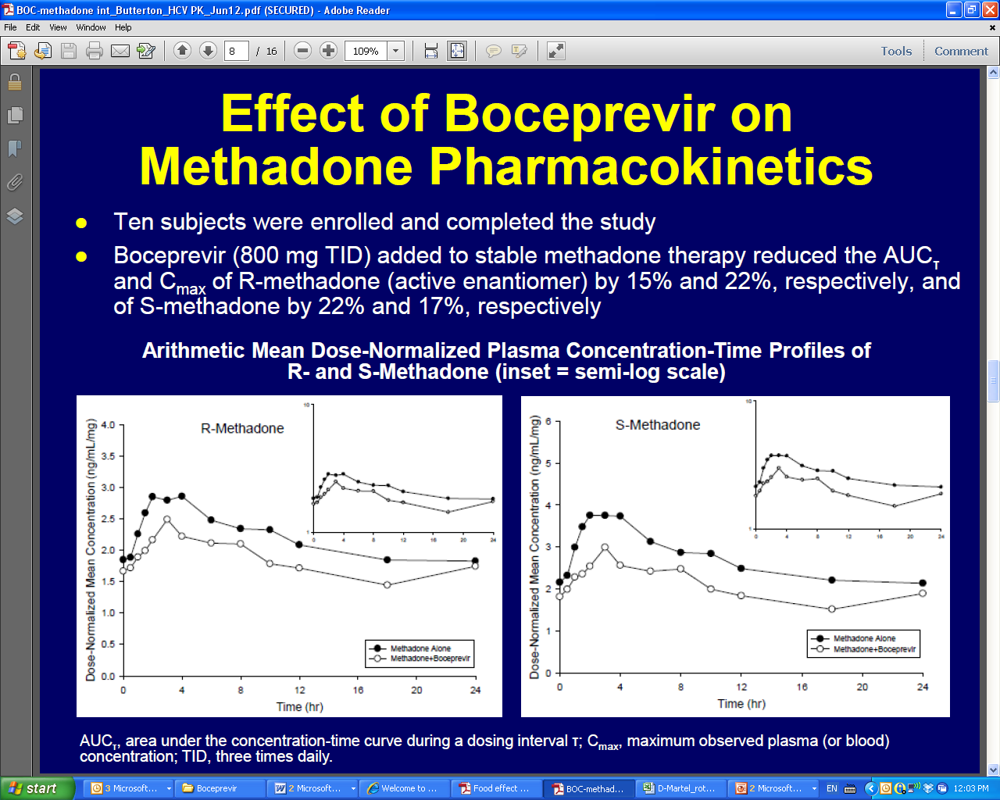 BOC-methadone int_Butterton_HCV PK_Jun12.pdf (SECURED) - Adobe Reader
File Edit View Window Help
8 / 16 109% Tools Comment
Effect of Boceprevir on
Methadone Pharmacokinetics
Ten subjects were enrolled and completed the study
Boceprevir (800 mg TID) added to stable methadone therapy reduced the AUCτ
and Cmax of R-methadone (active enantiomer) by 15% and 22%, respectively, and
of S-methadone by 22% and 17%, respectively
Arithmetic Mean Dose-Normalized Plasma Concentration-Time Profiles of
R- and S-Methadone (inset = semi-log scale)
Dose-Normalized Mean Concentration (ng/mL/mg)
4.0
3.5
3.0
2.5
2.0
1.5
1.0
0.5
0.0
R-Methadone
10
1
0 4 8 12 16 20 24
Methadone Alone
Methadone+Boceprevir
0 4 8 12 16 20 24
Time (hr)
Dose-Normalized Mean Concentration (ng/mL/mg)
6
5
4
3
2
1
0
S-Methadone
10
1
0 4 8 12 16 20 24
Methadone Alone
Methadone+Boceprevir
0 4 8 12 16 20 24
Time (hr)
AUCτ, area under the concentration-time curve during a dosing interval τ; Cmax, maximum observed plasma (or blood)
concentration; TID, three times daily.
start 3 Microsoft... Boceprevir 2 Microsoft... Welcome to ... Food effect ... BOC-methad... D-Martel_rot... 2 Microsoft... EN 12:03 PM